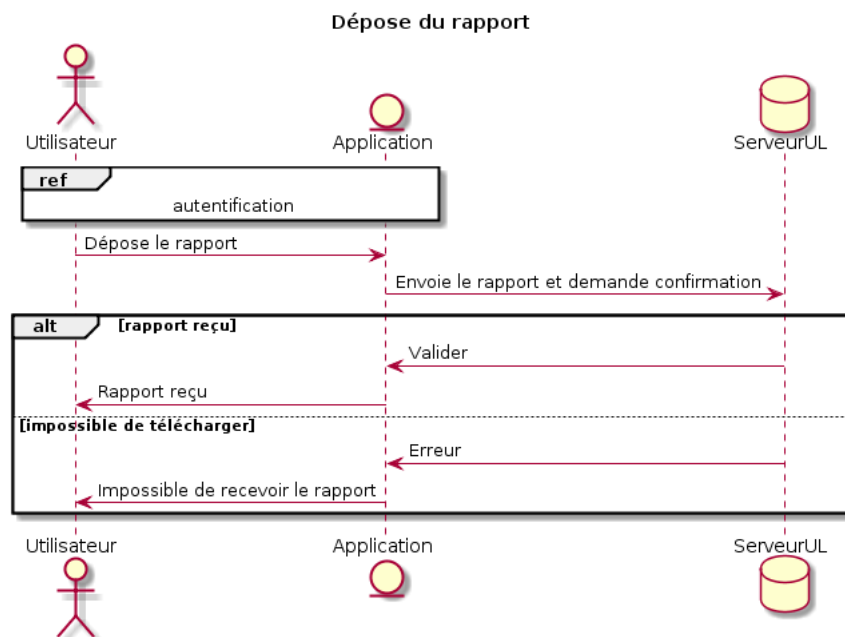 Dépose du rapport
Utilisateur
Application
ServeurUL
ref
autentification
Dépose le rapport
Envoie le rapport et demande confirmation
alt
[rapport reçu]
Valider
Rapport reçu
[impossible de télécharger]
Erreur
Impossible de recevoir le rapport
Utilisateur
Application
ServeurUL